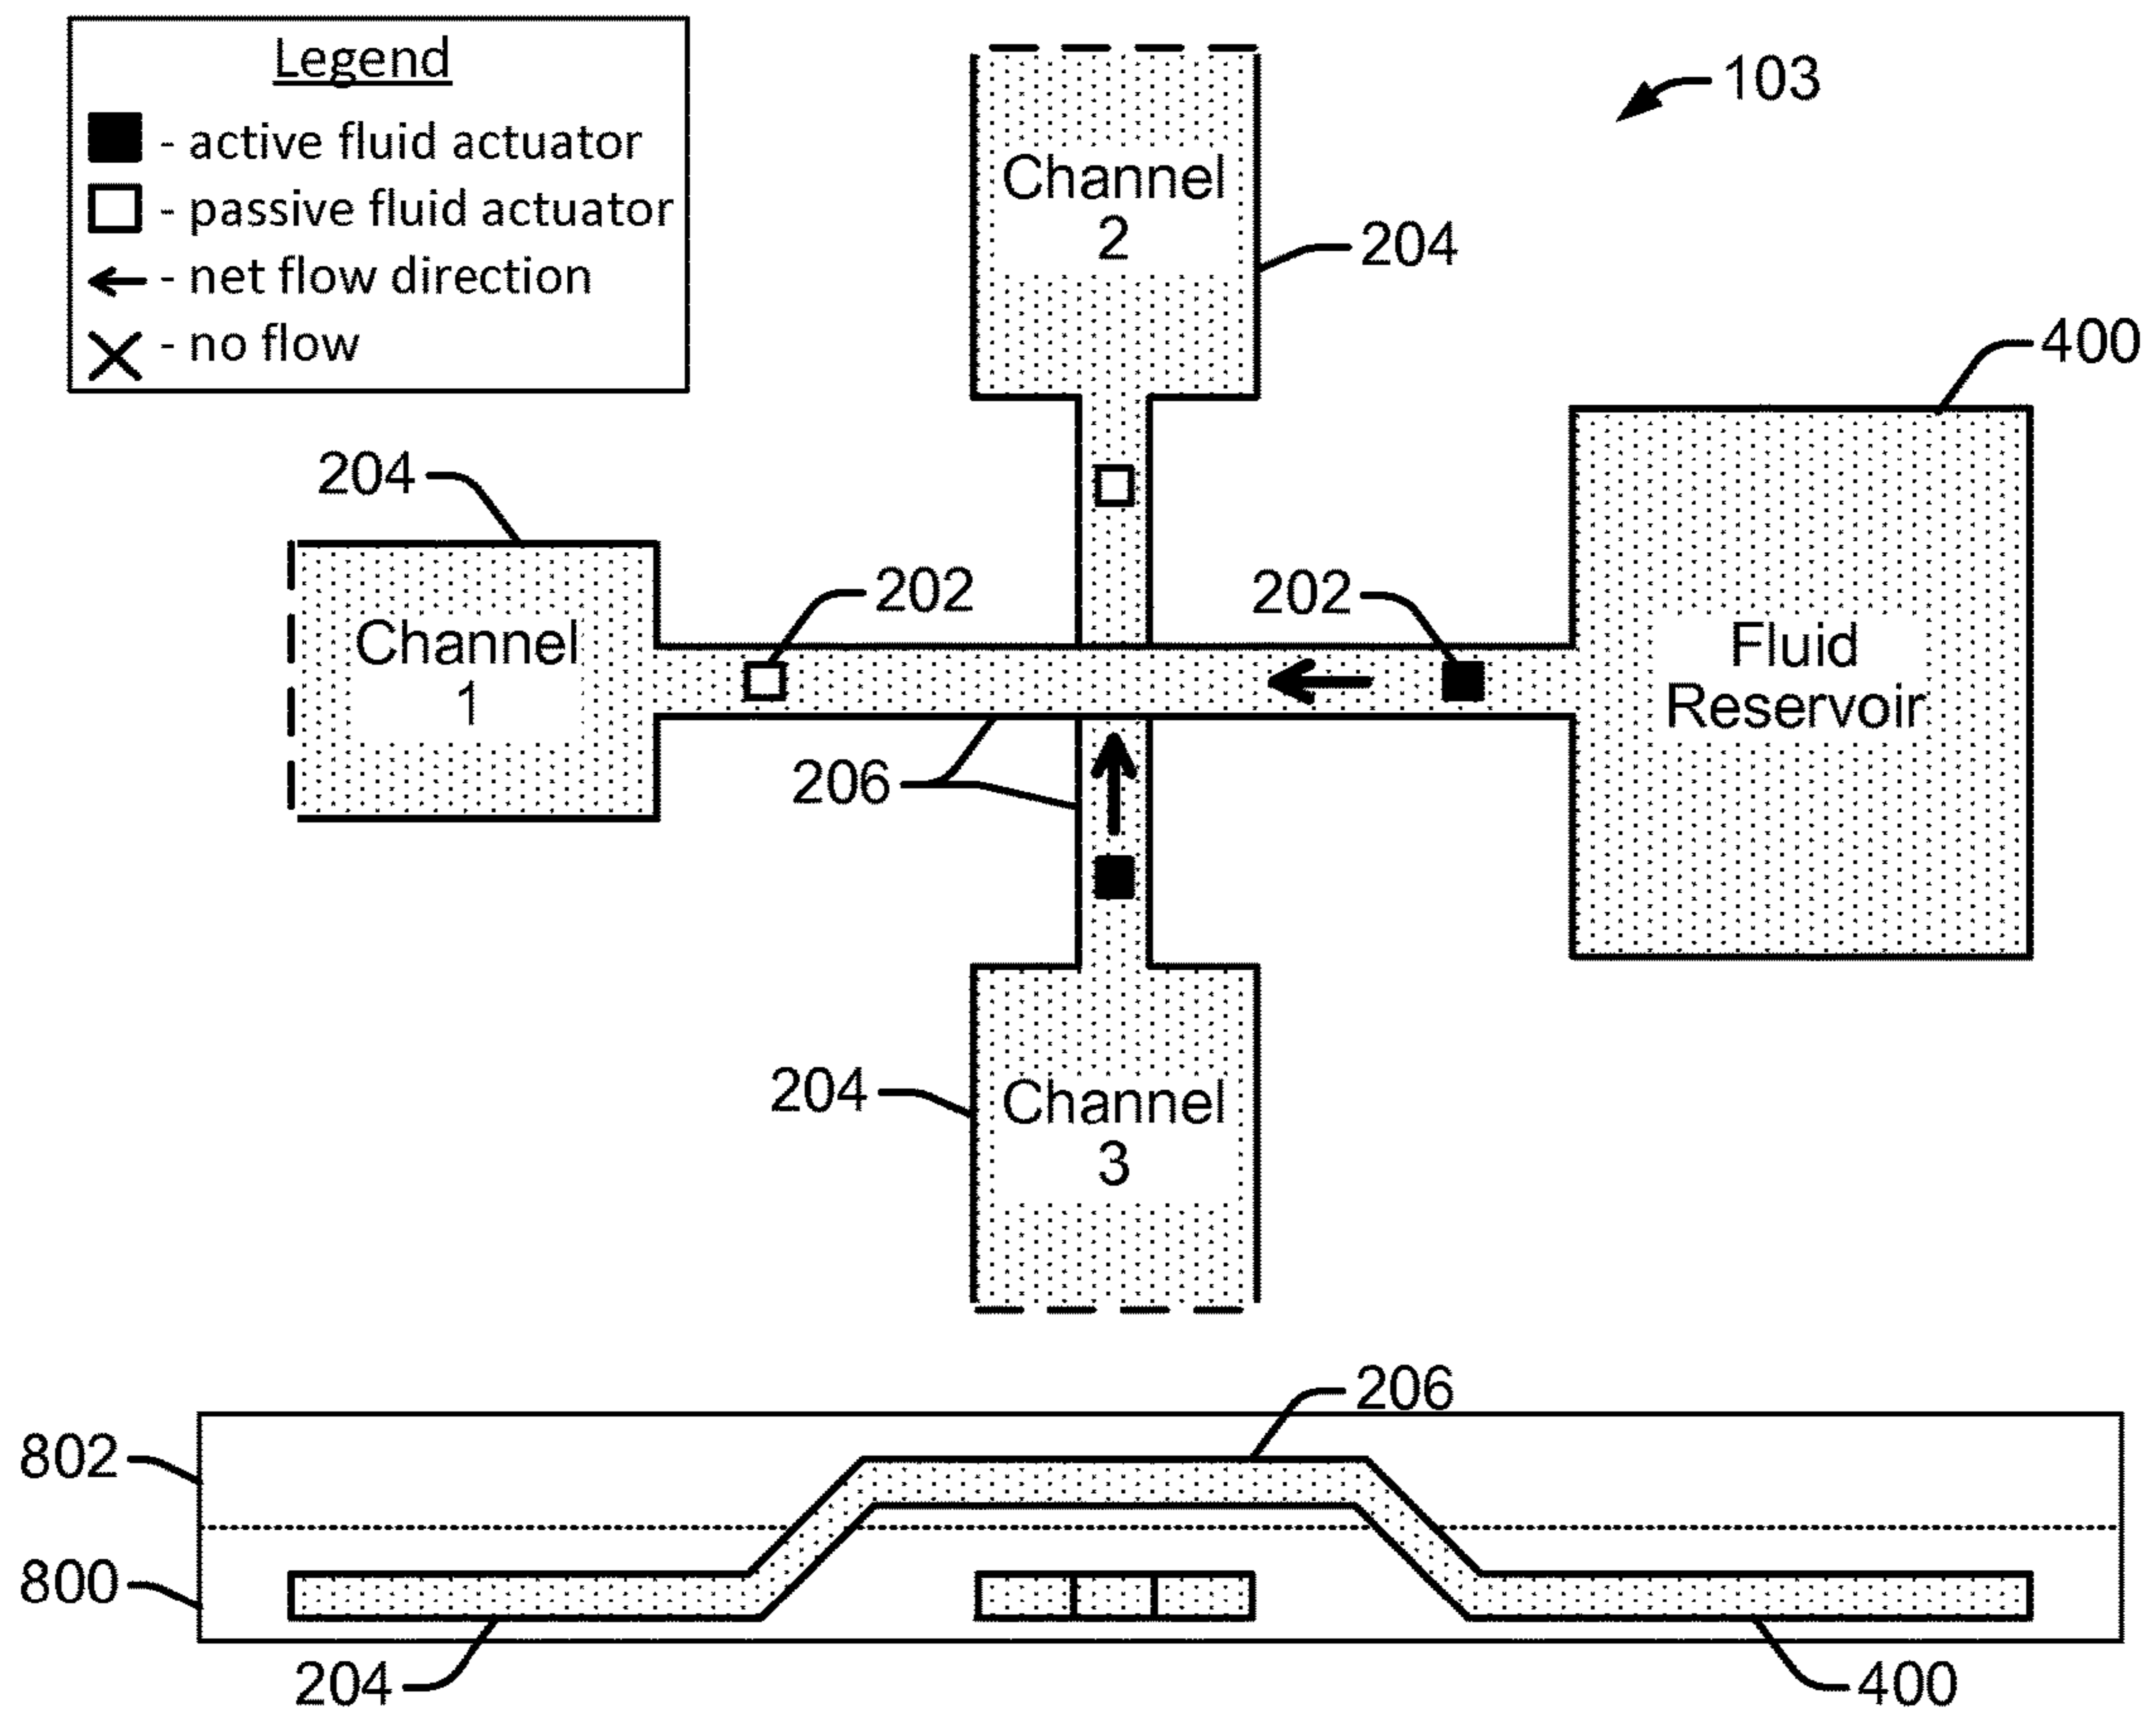 Legend
- active fluid actuator
- passive fluid actuator
- net flow direction
- no flow
103
Channel
2
204
400
204
202
202
Channel
1
Fluid
Reservoir
206
204
Channel
3
206
802
800
204
400